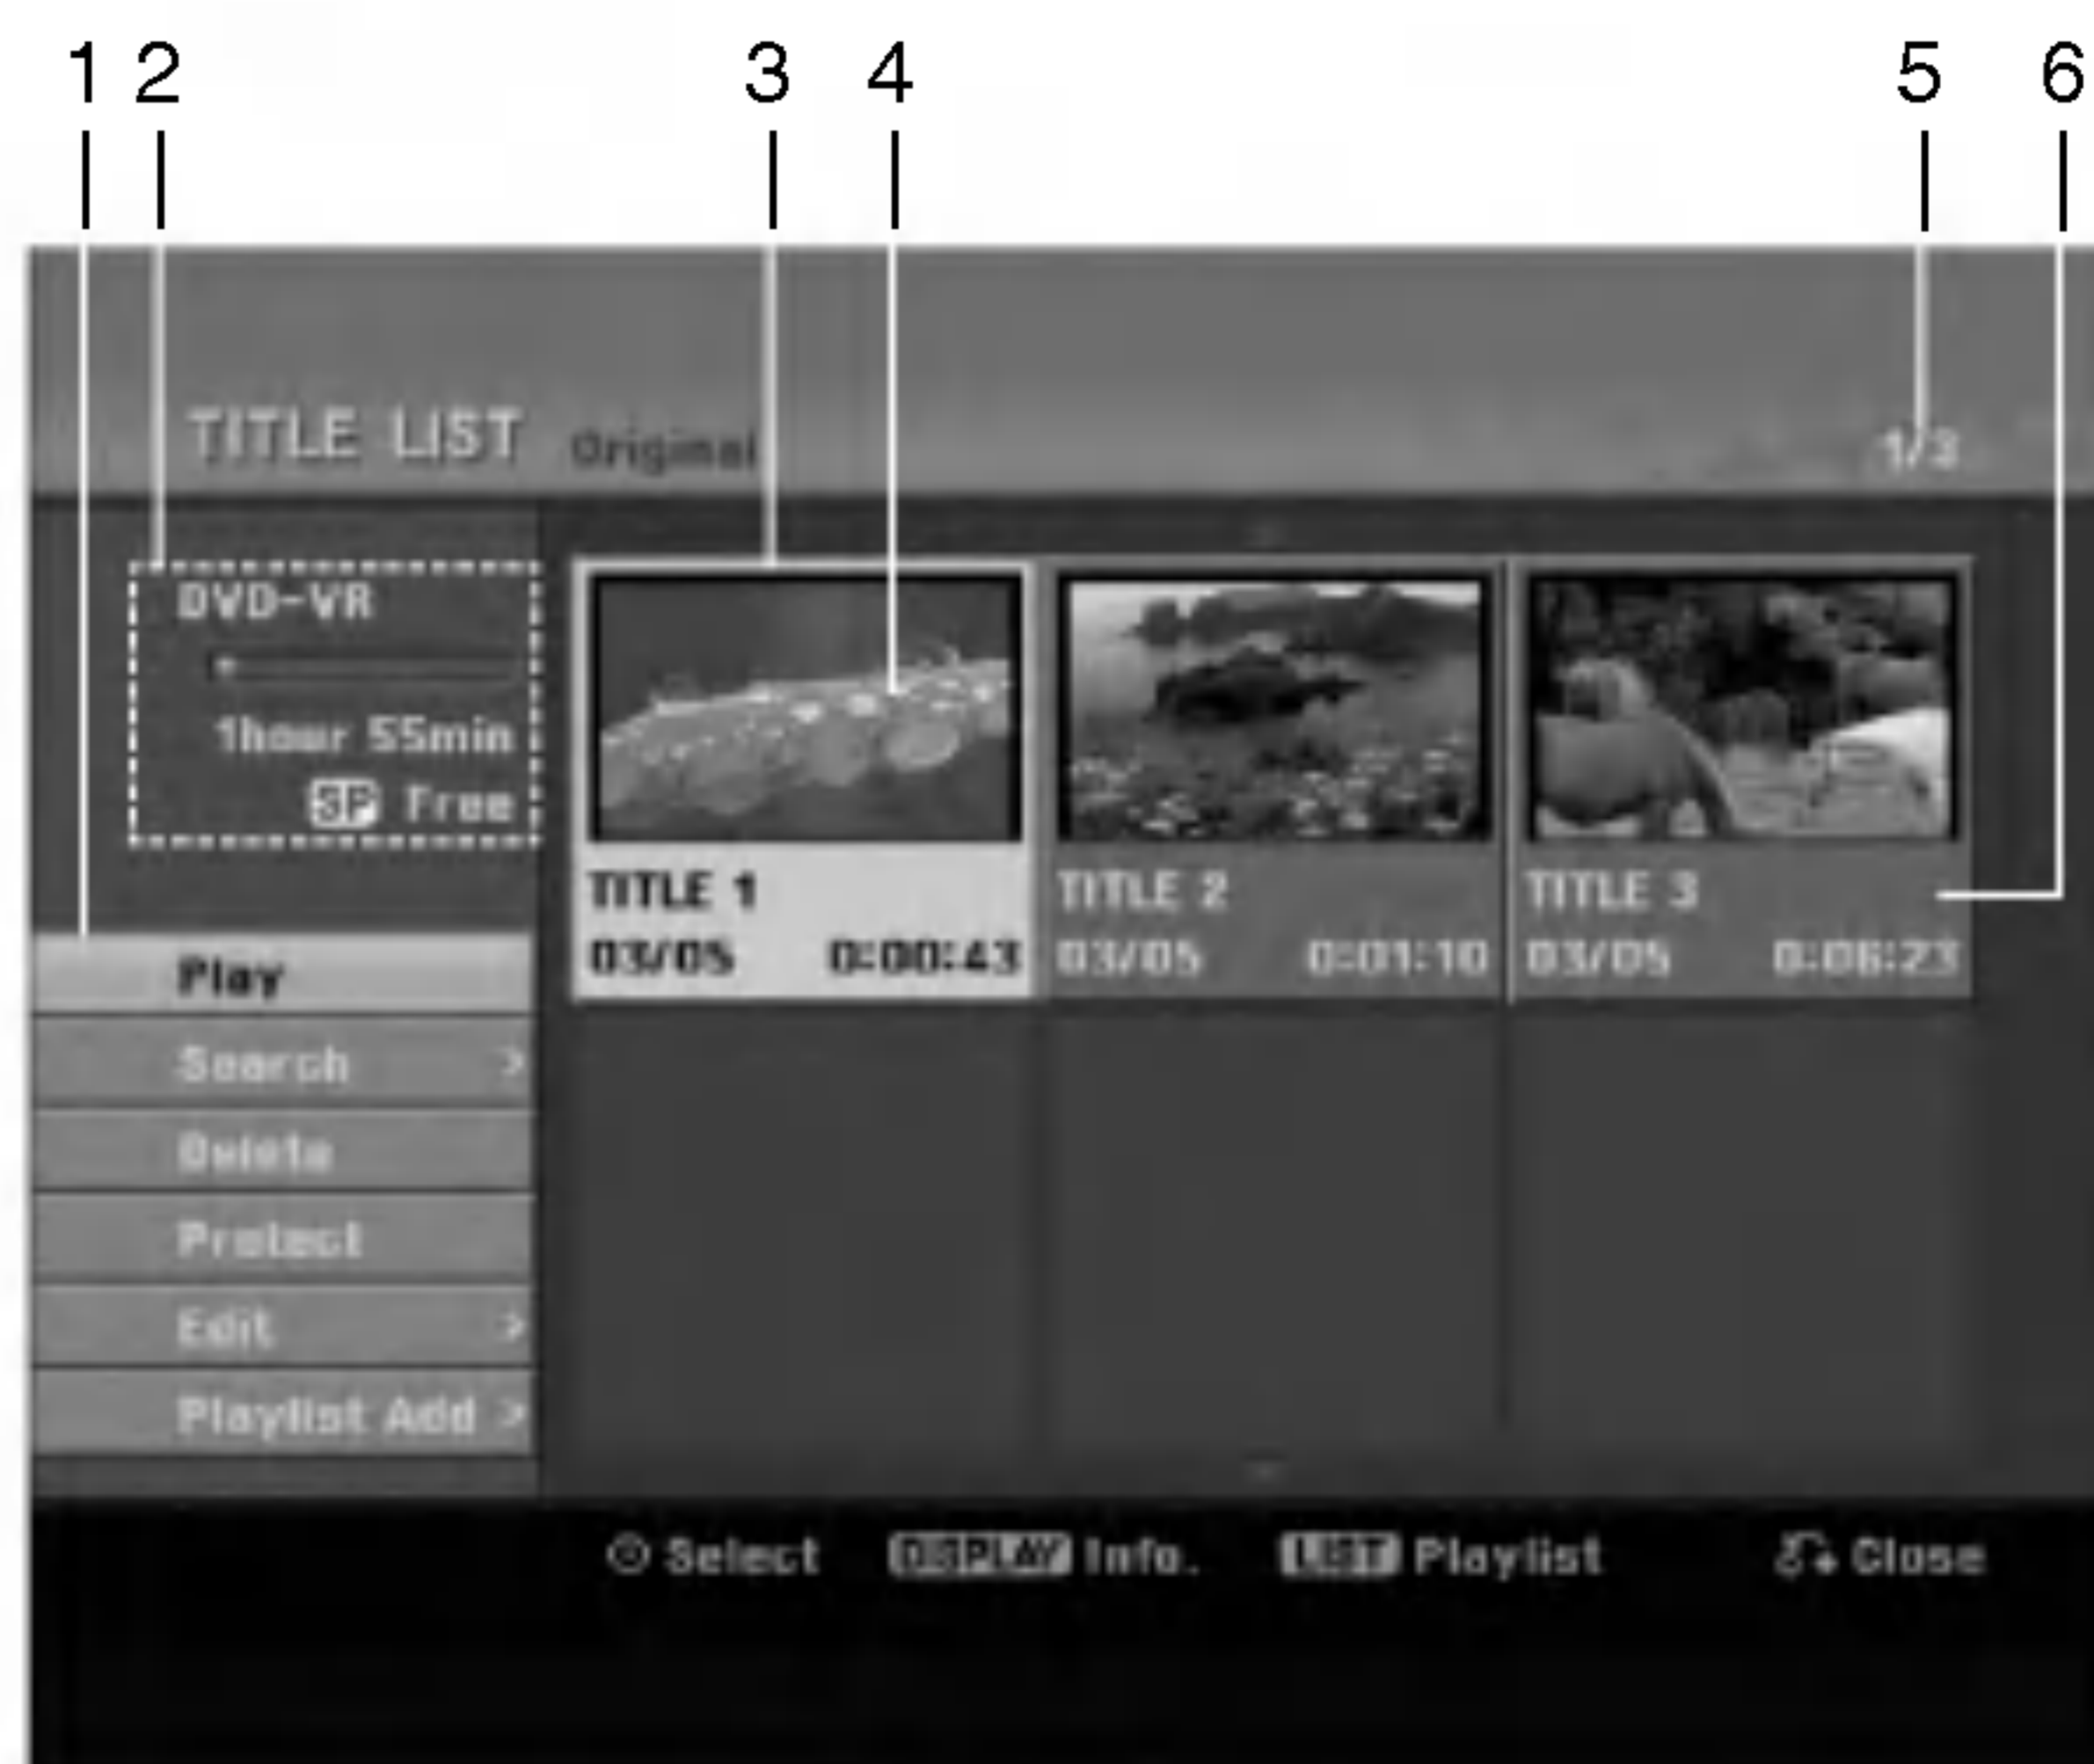 1 2 3 4 5 6
TITLE LIST Original 1/3
DVD-VR
1hour 55min
SP Free
TITLE 1
03/05 0:00:43
TITLE 2
03/05 0:01:10
TITLE 3
03/05 0:06:23
Play
Search >
Delete
Protect
Edit >
Playlist Add >
Select DISPLAY Info. LIST Playlist Close